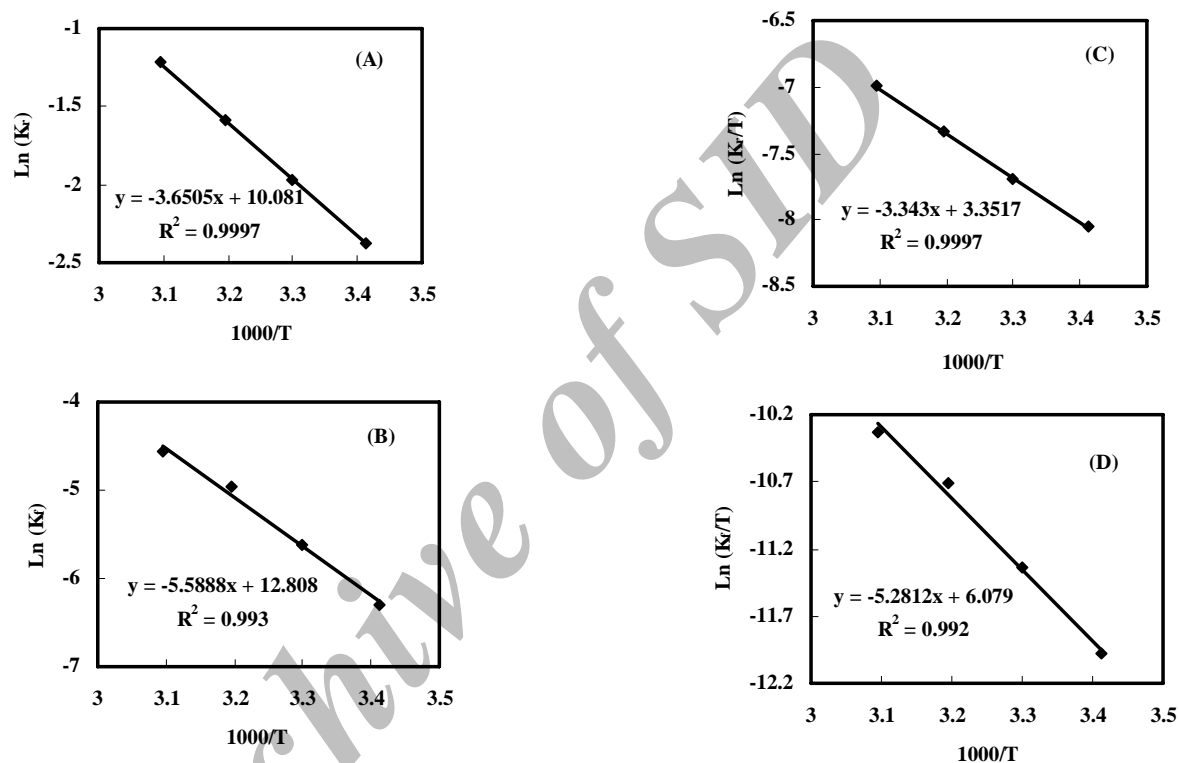 (A)
Ln (Kr)
-1
-1.5
-2
-2.5
y = -3.6505x + 10.081
R² = 0.9997
3 3.1 3.2 3.3 3.4 3.5
1000/T
(C)
Ln (Kr/T)
-6.5
-7
-7.5
-8
-8.5
y = -3.343x + 3.3517
R² = 0.9997
3 3.1 3.2 3.3 3.4 3.5
1000/T
(B)
Ln (Kf)
-4
-5
-6
-7
y = -5.5888x + 12.808
R² = 0.993
3 3.1 3.2 3.3 3.4 3.5
1000/T
(D)
Ln (Kf/T)
-10.2
-10.7
-11.2
-11.7
-12.2
y = -5.2812x + 6.079
R² = 0.992
3 3.1 3.2 3.3 3.4 3.5
1000/T
chive of SID